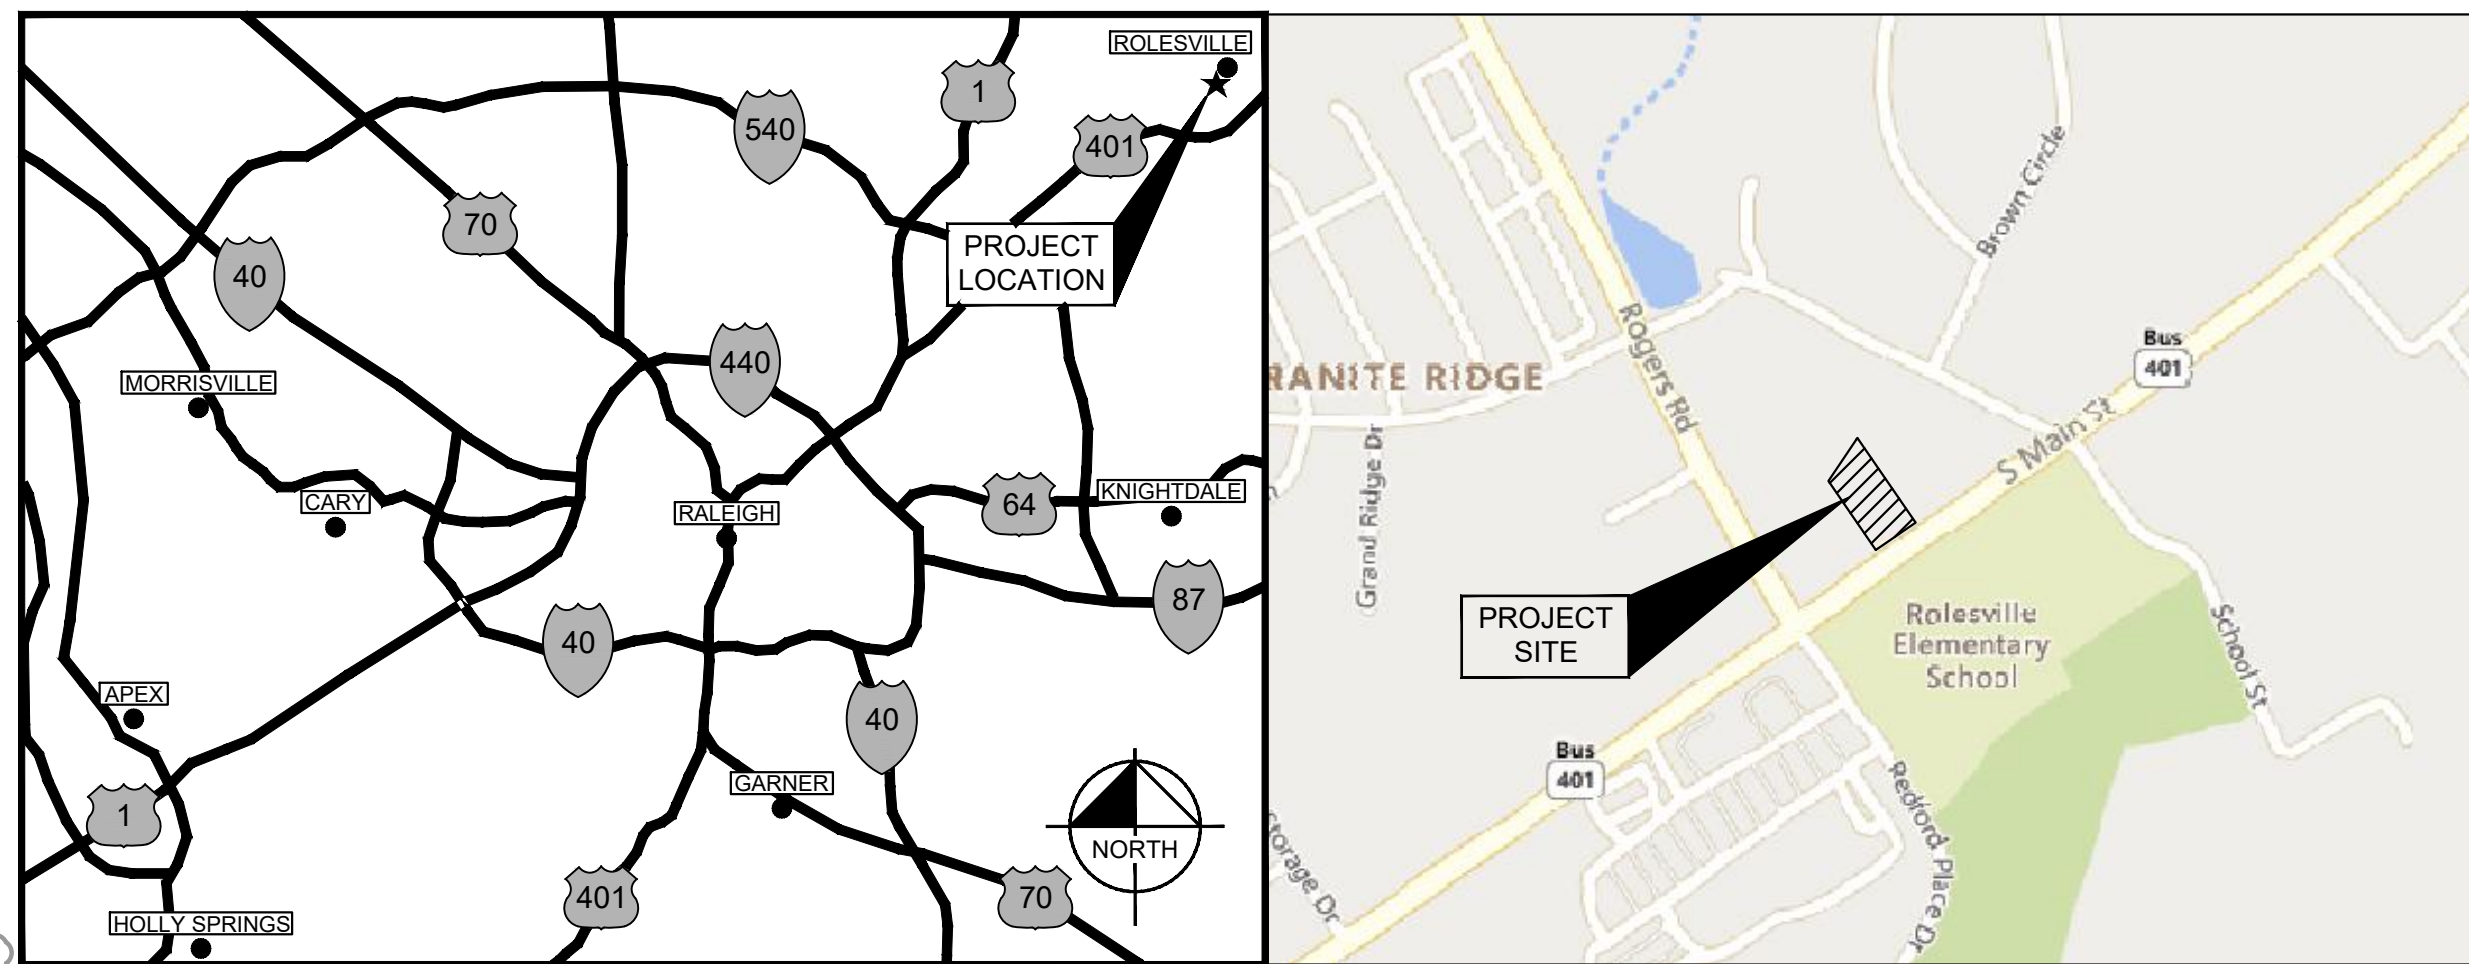 ROLESVILLE
1
540
401
70
PROJECT
LOCATION
40
440
MORRISVILLE
KNIGHTDALE
CARY
64
RALEIGH
87
40
APEX
40
GARNER
1
NORTH
401
70
HOLLY SPRINGS
Brown Circle
Rogers Rd
Bus
401
RANITE RIDGE
S Main St
Grand Ridge Dr
PROJECT
SITE
Rolesville
Elementary
School
School St
Bus
401
Redford Place Dr
torage Dr